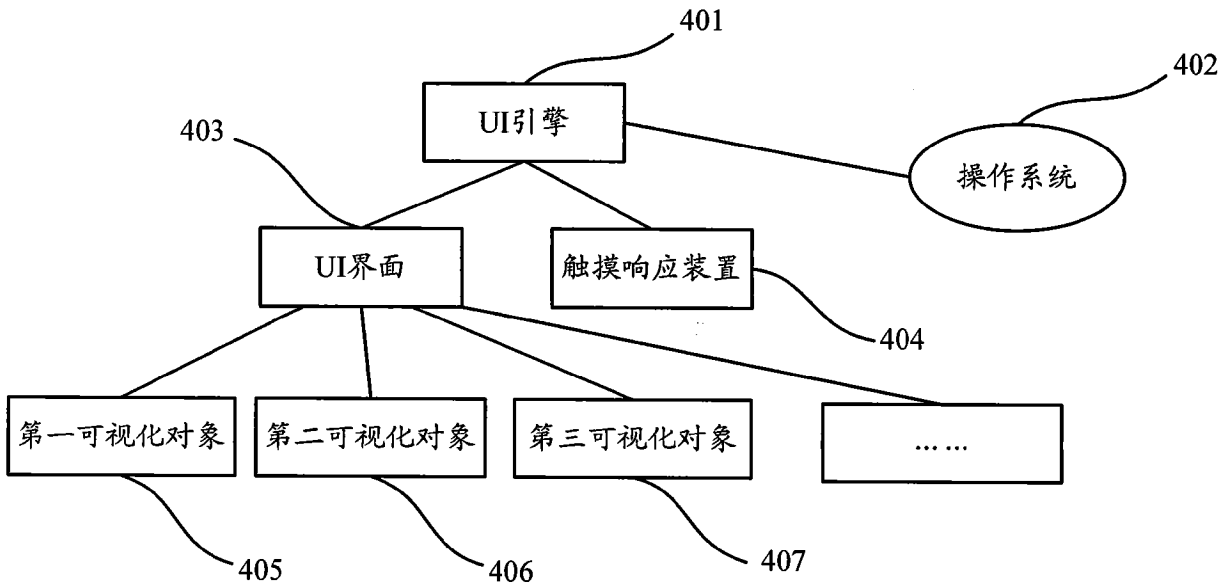 401
402
UI引擎
403
操作系统
UI界面
触摸响应装置
404
第一可视化对象
第二可视化对象
第三可视化对象
... ...
405
406
407